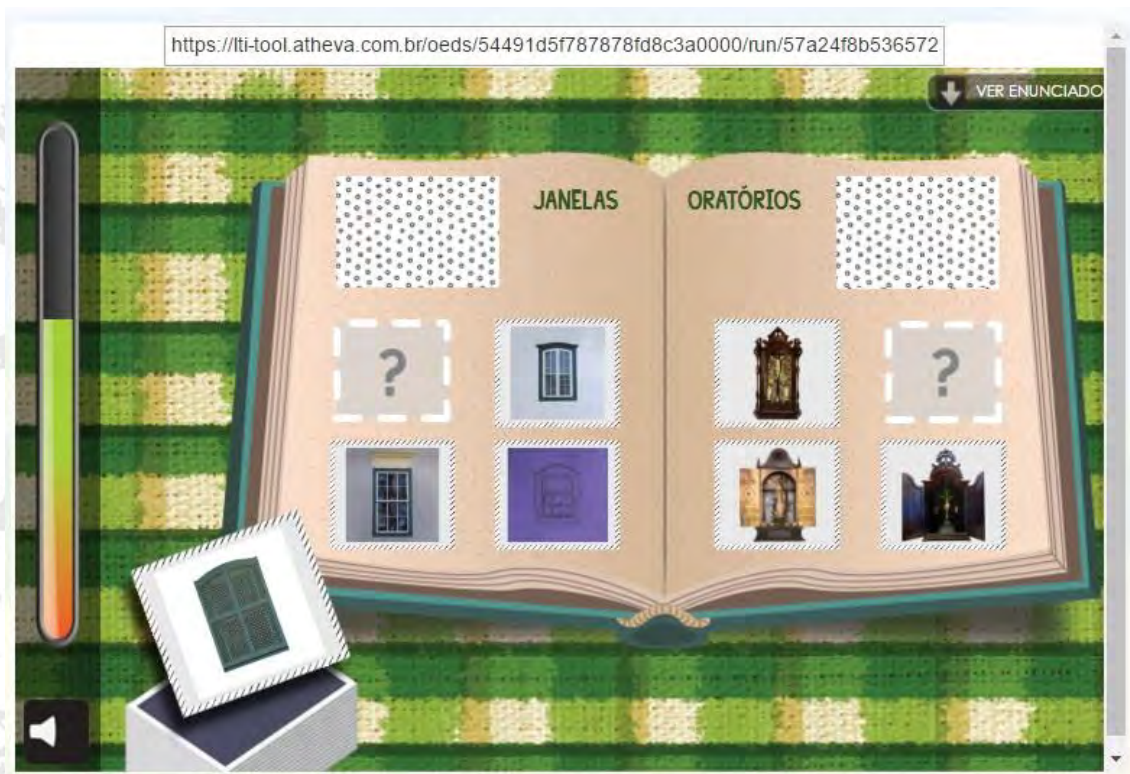 https://lti-tool.atheva.com.br/oeds/54491d5f787878fd8c3a0000/run/57a24f8b536572
VER ENUNCIADO
JANELAS
ORATÓRIOS
?
?